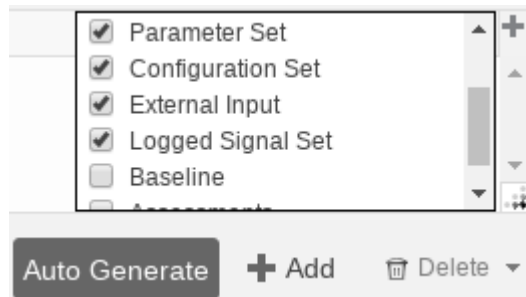 Parameter Set
Configuration Set
External Input
Logged Signal Set
Baseline
Auto Generate
Add
Delete